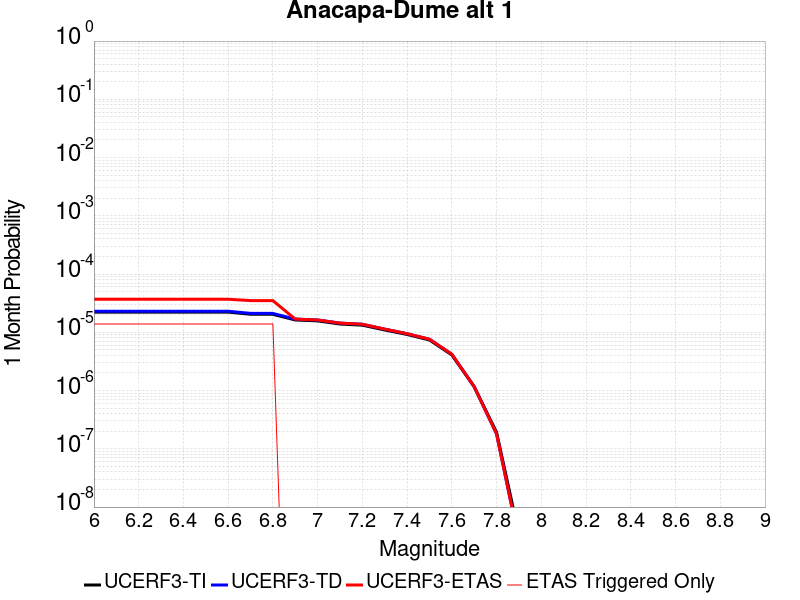 Anacapa-Dume alt 1
10^0
10^-1
10^-2
10^-3
10^-4
10^-5
10^-6
10^-7
10^-8
1 Month Probability
6 6.2 6.4 6.6 6.8 7 7.2 7.4 7.6 7.8 8 8.2 8.4 8.6 8.8 9
Magnitude
UCERF3-TI UCERF3-TD UCERF3-ETAS ETAS Triggered Only